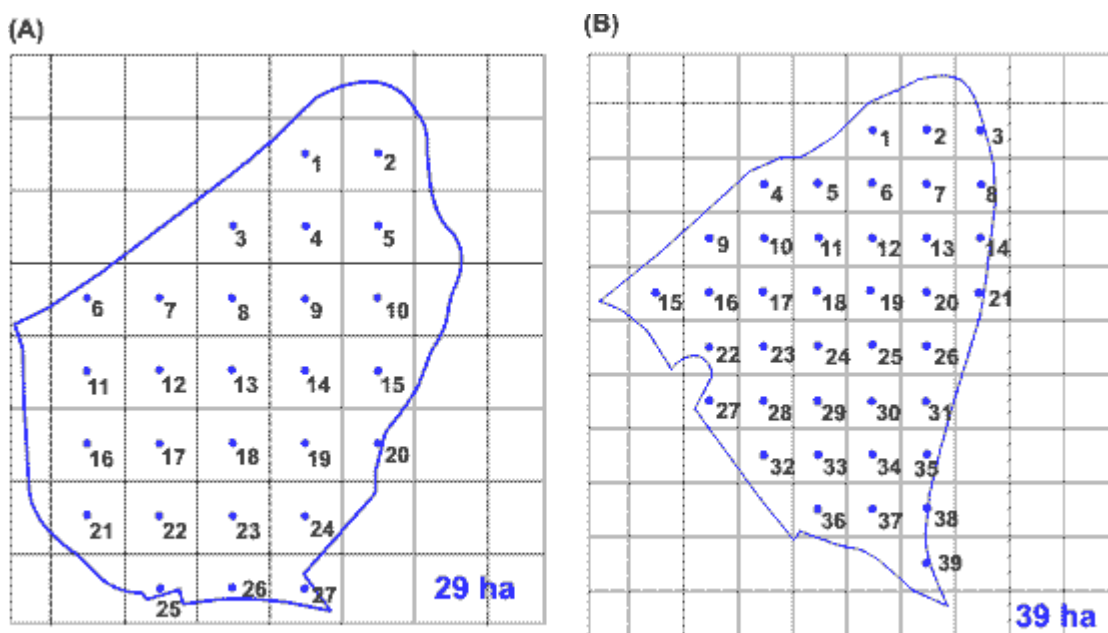 (A)
1 2
3 4 5
6 7 8 9 10
11 12 13 14 15
16 17 18 19 20
21 22 23 24
25 26 27
29 ha
(B)
1 2 3
4 5 6 7 8
9 10 11 12 13 14
15 16 17 18 19 20 21
22 23 24 25 26
27 28 29 30 31
32 33 34 35
36 37 38
39
39 ha